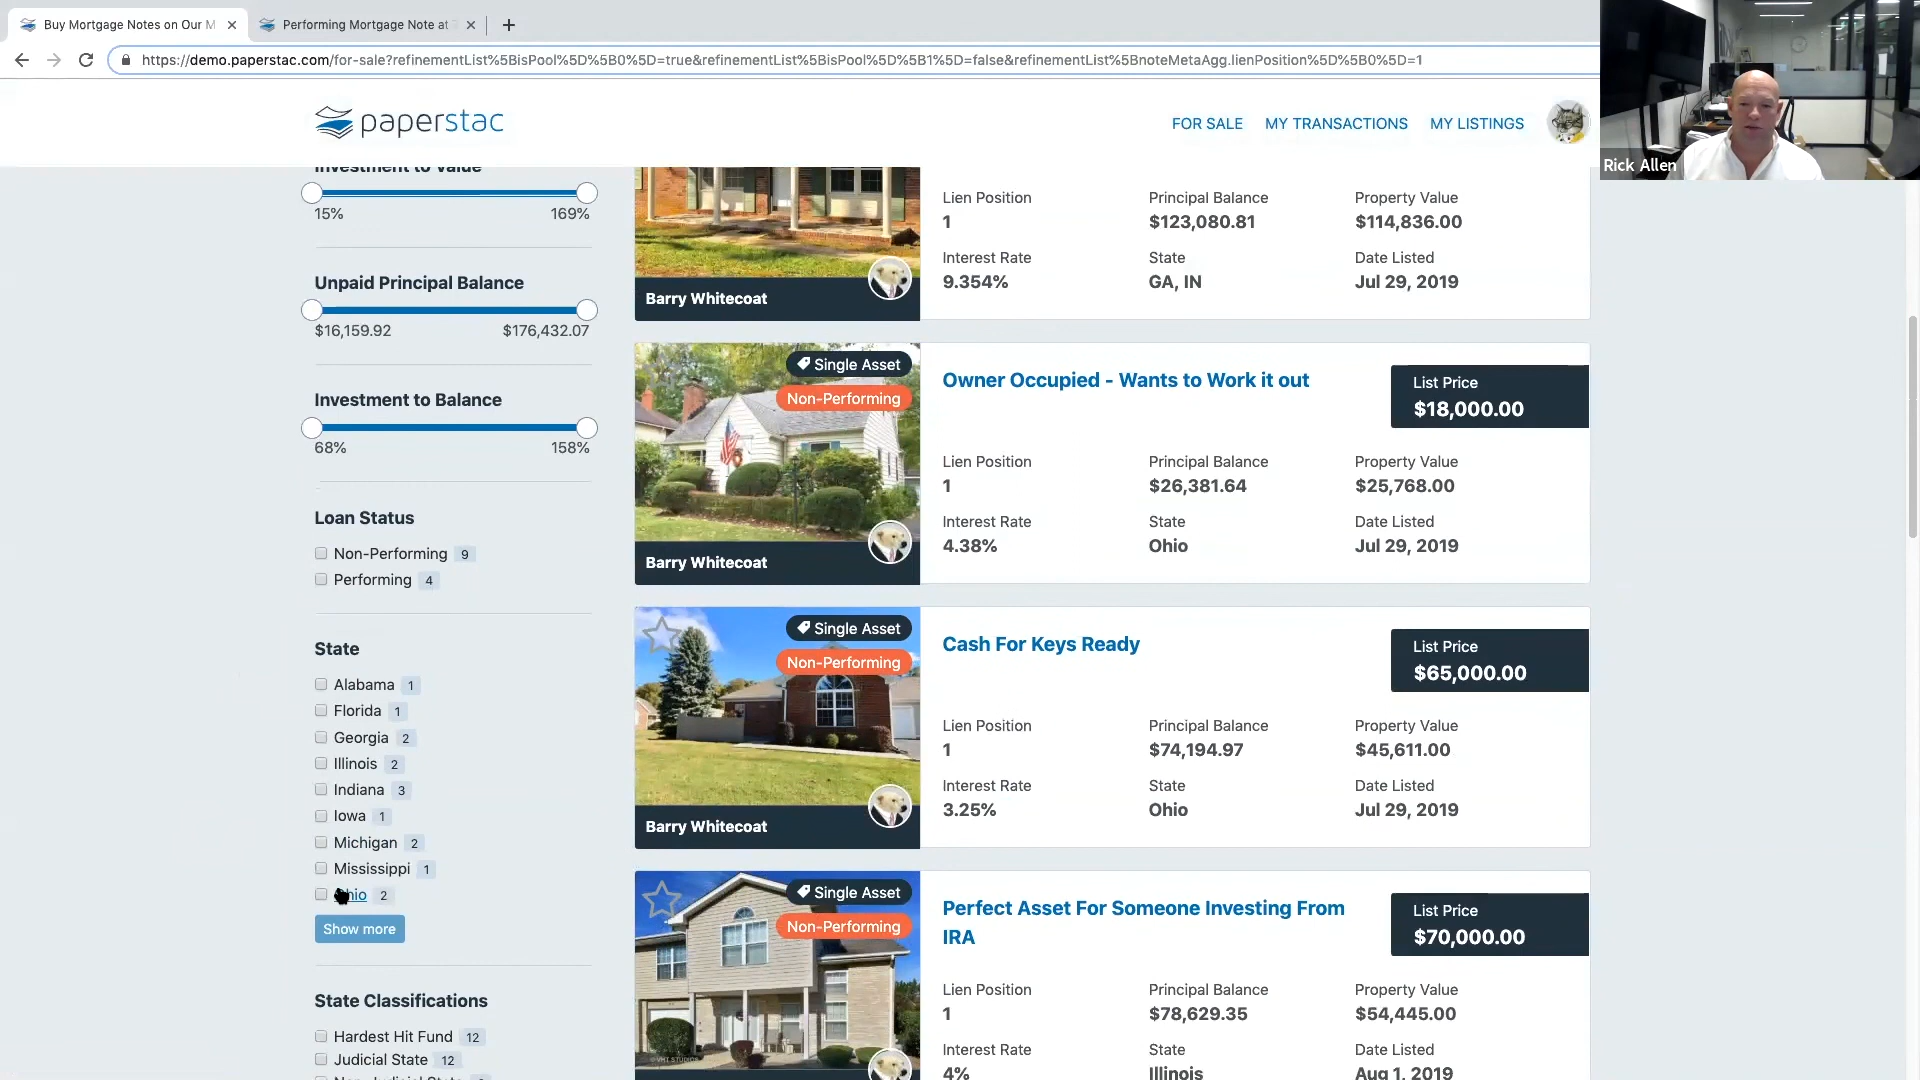 Buy Mortgage Notes on Our M
Performing Mortgage Note at
https://demo.paperstac.com/for-sale?refinementList%5BisPool%5D%5B0%5D=true&refinementList%5BisPool%5D%5B1%5D=false&refinementList%5BnoteMetaAgg.lienPosition%5D%5B0%5D=1
paperstac
FOR SALE
MY TRANSACTIONS
MY LISTINGS
Rick Allen
Investment to Value
15%
169%
Unpaid Principal Balance
$16,159.92
$176,432.07
Investment to Balance
68%
158%
Loan Status
Non-Performing 9
Performing 4
State
Alabama 1
Florida 1
Georgia 2
Illinois 2
Indiana 3
Iowa 1
Michigan 2
Mississippi 1
Ohio 2
Show more
State Classifications
Hardest Hit Fund 12
Judicial State 12
Barry Whitecoat
Lien Position
1
Principal Balance
$123,080.81
Property Value
$114,836.00
Interest Rate
9.354%
State
GA, IN
Date Listed
Jul 29, 2019
Single Asset
Non-Performing
Barry Whitecoat
Owner Occupied - Wants to Work it out
List Price
$18,000.00
Lien Position
1
Principal Balance
$26,381.64
Property Value
$25,768.00
Interest Rate
4.38%
State
Ohio
Date Listed
Jul 29, 2019
Single Asset
Non-Performing
Barry Whitecoat
Cash For Keys Ready
List Price
$65,000.00
Lien Position
1
Principal Balance
$74,194.97
Property Value
$45,611.00
Interest Rate
3.25%
State
Ohio
Date Listed
Jul 29, 2019
Single Asset
Non-Performing
Perfect Asset For Someone Investing From
IRA
List Price
$70,000.00
Lien Position
1
Principal Balance
$78,629.35
Property Value
$54,445.00
Interest Rate
4%
State
Illinois
Date Listed
Aug 1, 2019